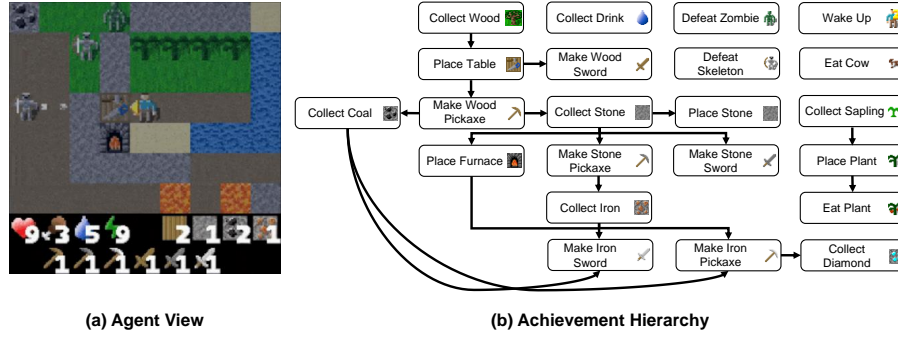 9 3 5 9 2 1 2 1
1 1 1 1 1 1
(a) Agent View
Collect Wood
Collect Drink
Defeat Zombie
Wake Up
Place Table
Make Wood
Sword
Defeat
Skeleton
Eat Cow
Collect Coal
Make Wood
Pickaxe
Collect Stone
Place Stone
Collect Sapling
Place Furnace
Make Stone
Pickaxe
Make Stone
Sword
Place Plant
Collect Iron
Eat Plant
Make Iron
Sword
Make Iron
Pickaxe
Collect
Diamond
(b) Achievement Hierarchy